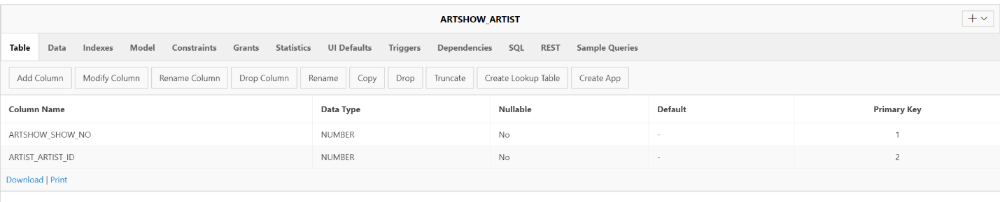 ARTSHOW_ARTIST
Table Data Indexes Model Constraints Grants Statistics UI Defaults Triggers Dependencies SQL REST Sample Queries
Add Column Modify Column Rename Column Drop Column Rename Copy Drop Truncate Create Lookup Table Create App
Column Name Data Type Nullable Default Primary Key
ARTSHOW_SHOW_NO NUMBER No - 1
ARTIST_ARTIST_ID NUMBER No - 2
Download | Print